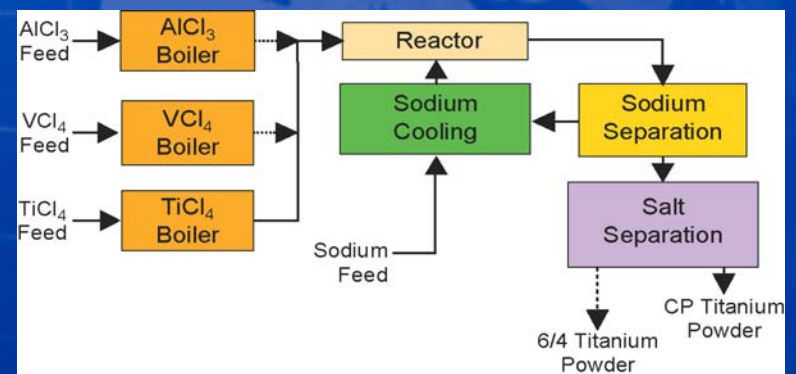 AlCl₃
Feed
AlCl₃
Boiler
Reactor
VCl₄
Feed
VCl₄
Boiler
Sodium
Cooling
Sodium
Separation
TiCl₄
Feed
TiCl₄
Boiler
Salt
Separation
Sodium
Feed
CP Titanium
Powder
6/4 Titanium
Powder